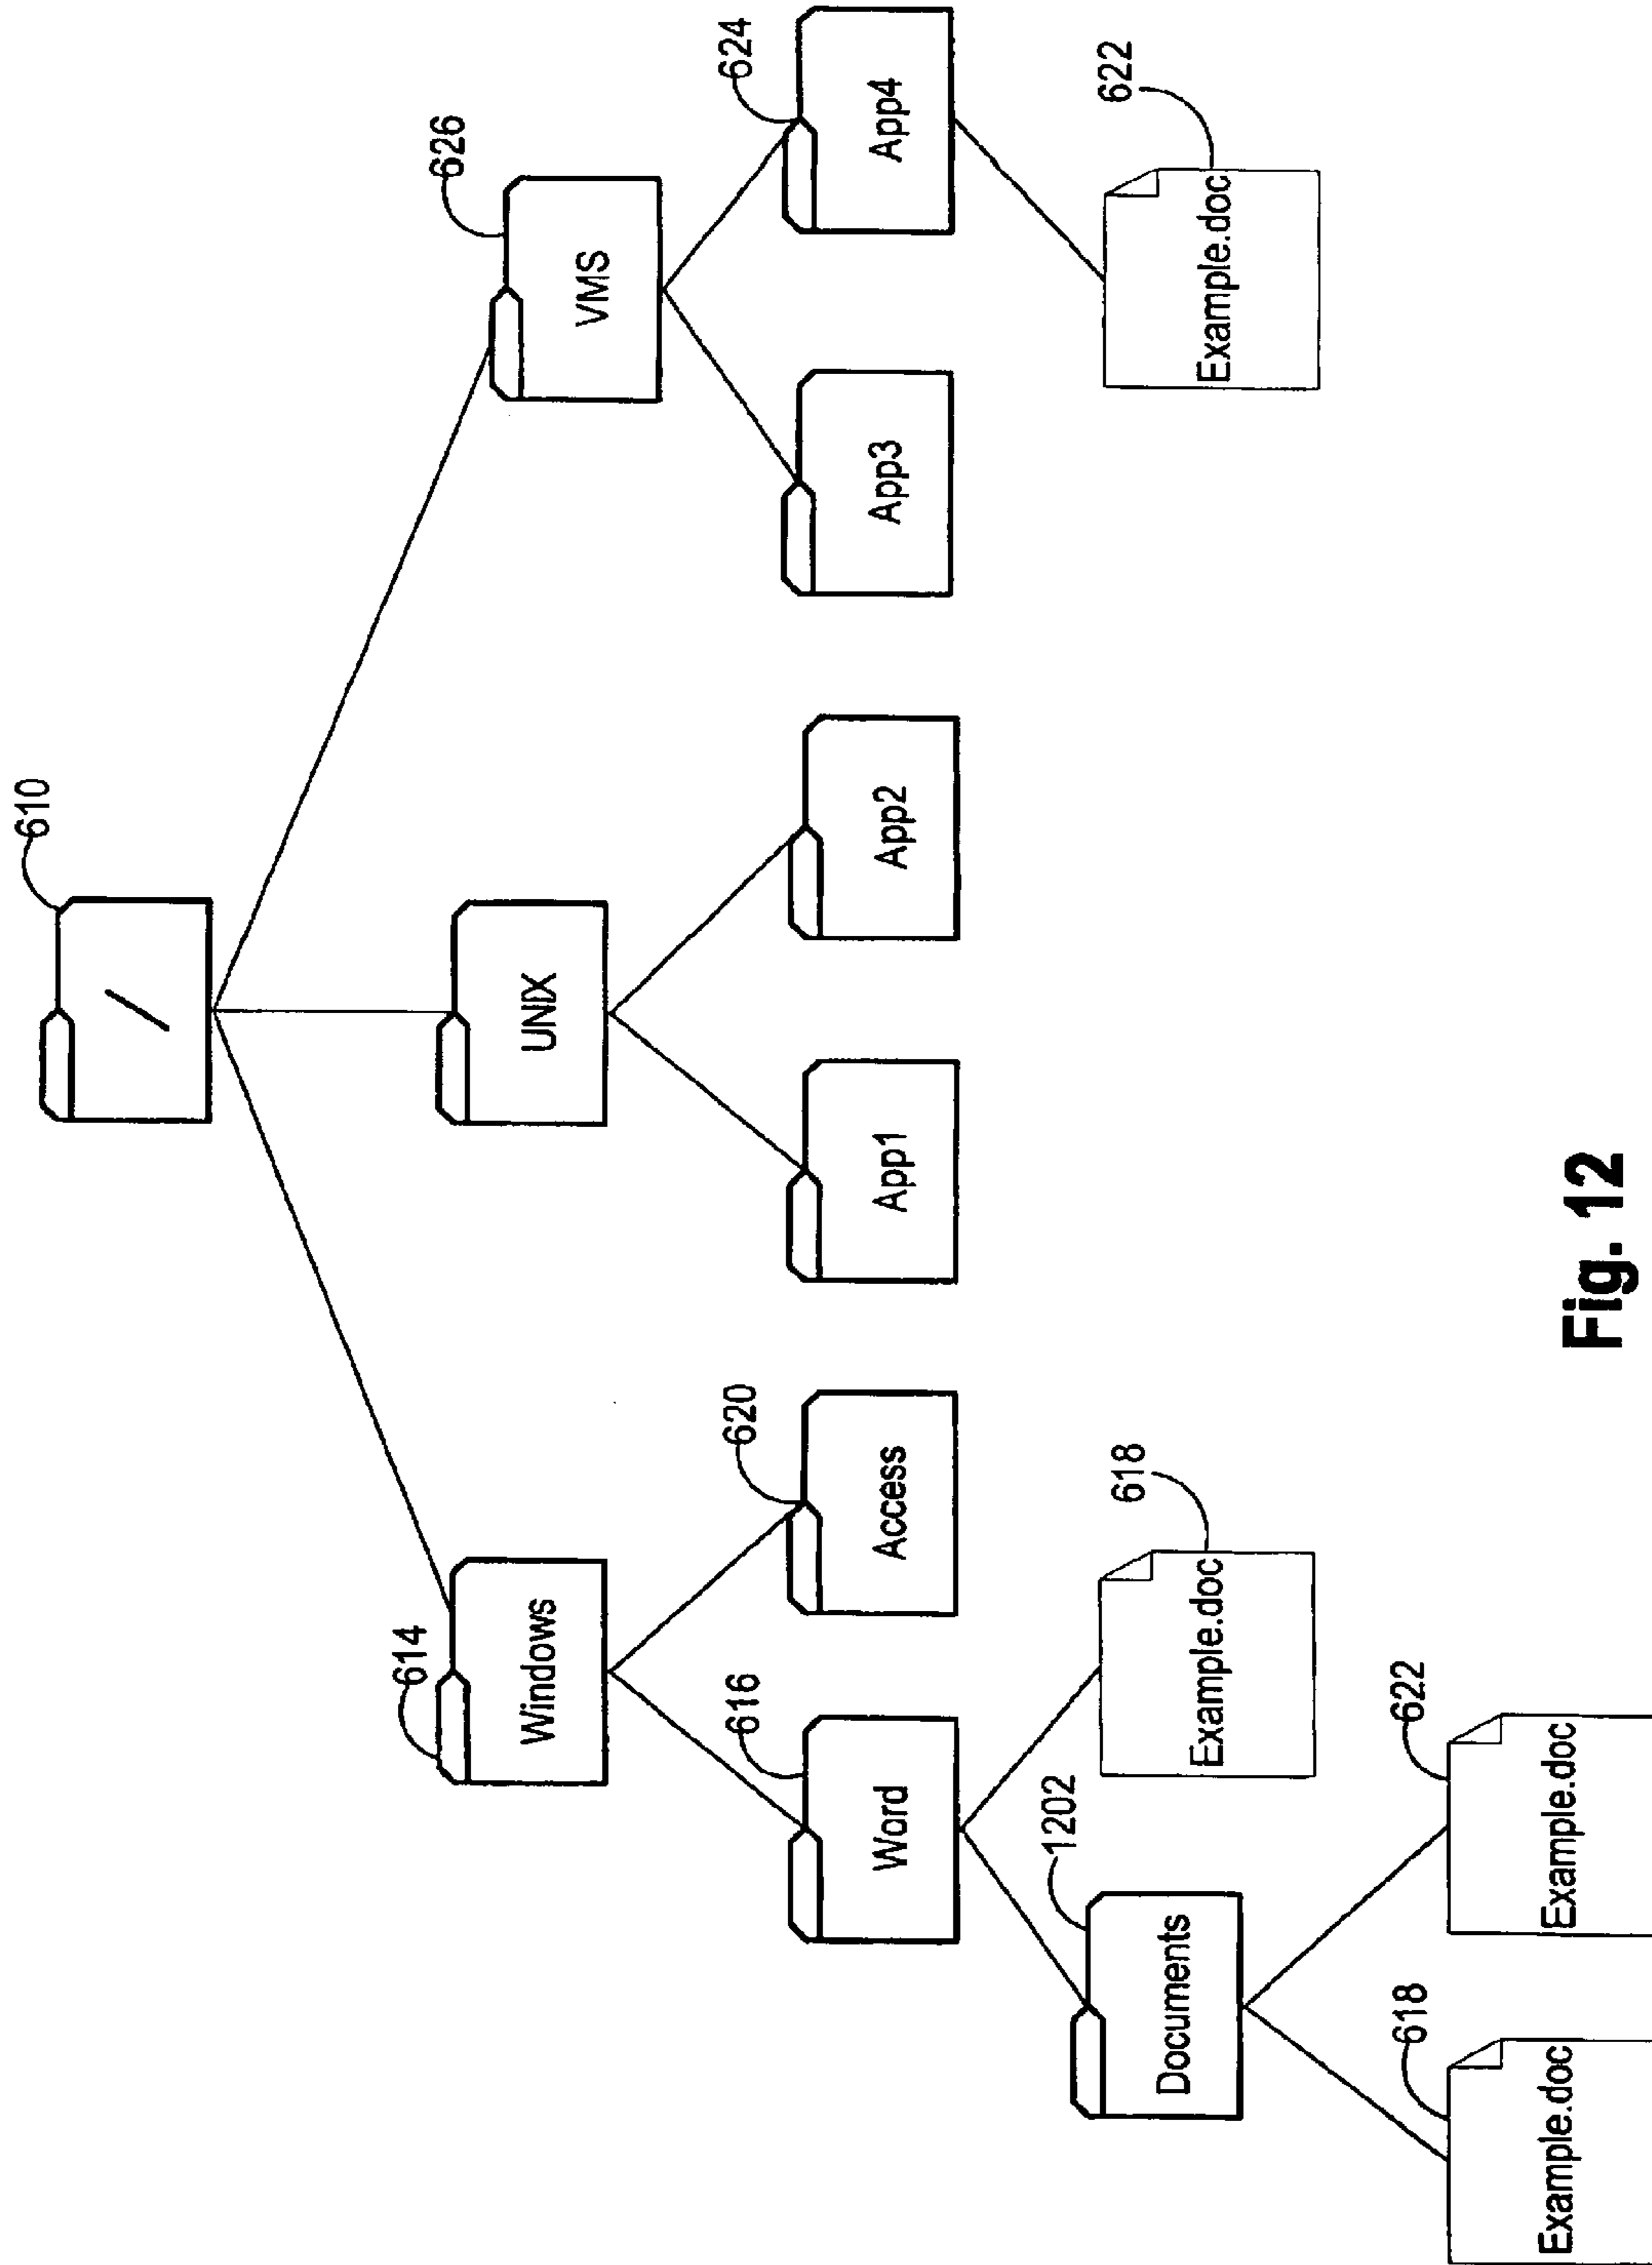 610
/
614
Windows
UNIX
626
VMS
616
Word
620
Access
App1
App2
App3
624
App4
1202
Documents
618
Example.doc
622
Example.doc
618
Example.doc
622
Example.doc
Fig. 12